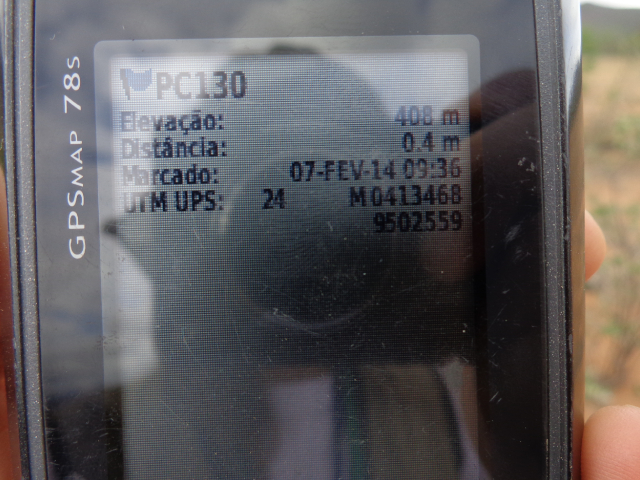 GPSMAP 78s
PC130
Elevação: 408 m
Distância: 0.4 m
Marcado: 07-FEV-14 09:36
UTM UPS: 24 M 0413468
9502559